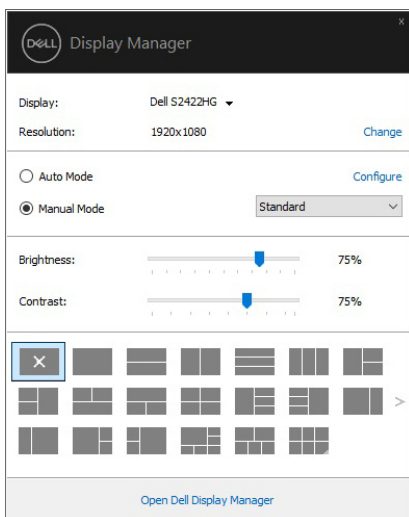 x
DELL Display Manager
Display: Dell S2422HG
Resolution: 1920x1080 Change
Auto Mode Configure
Manual Mode Standard
Brightness: 75%
Contrast: 75%
Open Dell Display Manager